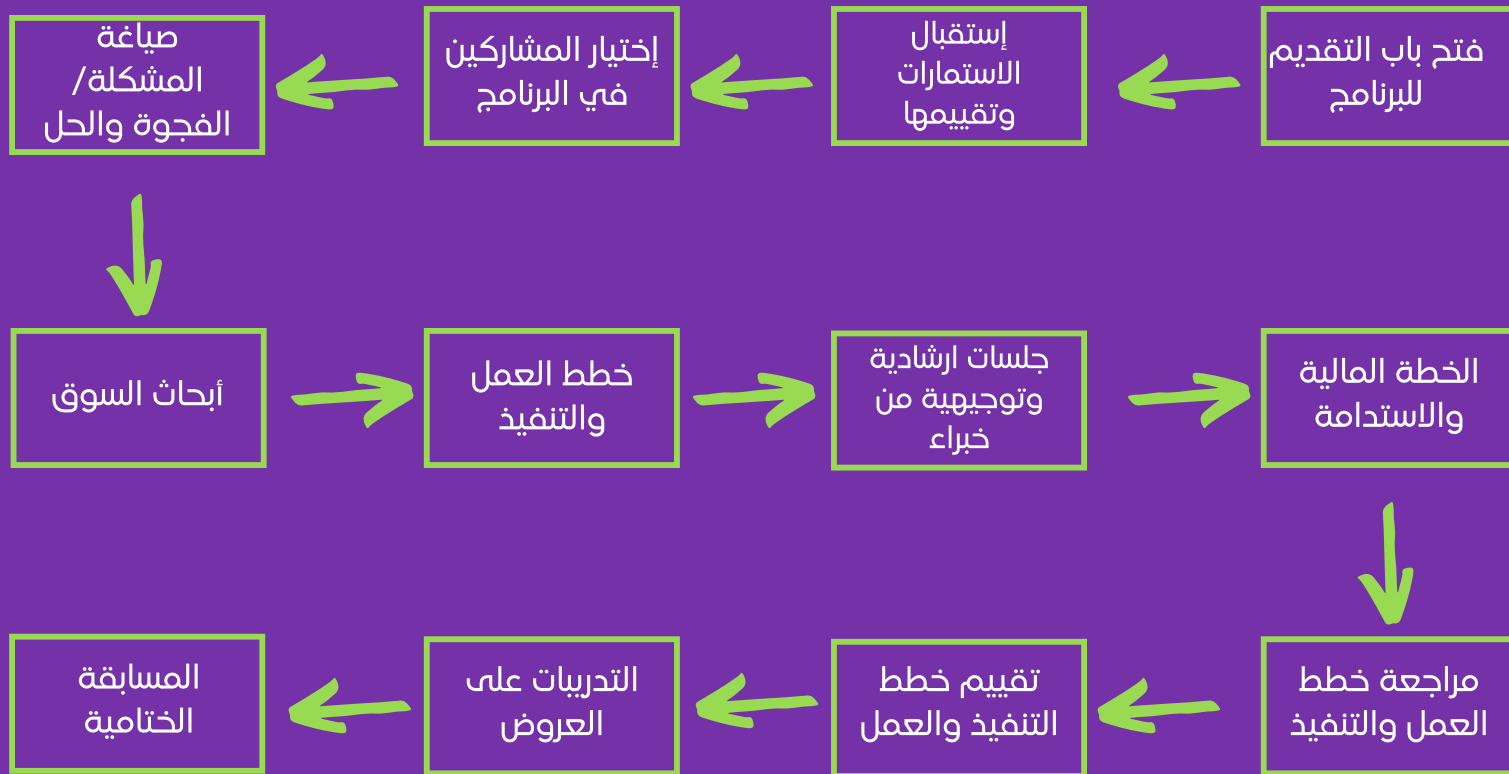 فتح باب التقديم
للبرنامج
إستقبال
الاستمارات
وتقييمها
إختيار المشاركين
في البرنامج
صياغة
المشكلة/
الفجوة والحل
أبحاث السوق
خطط العمل
والتنفيذ
جلسات ارشادية
وتوجيهية من
خبراء
الخطة المالية
والاستدامة
مراجعة خطط
العمل والتنفيذ
تقييم خطط
التنفيذ والعمل
التدريبات على
العروض
المسابقة
الختامية